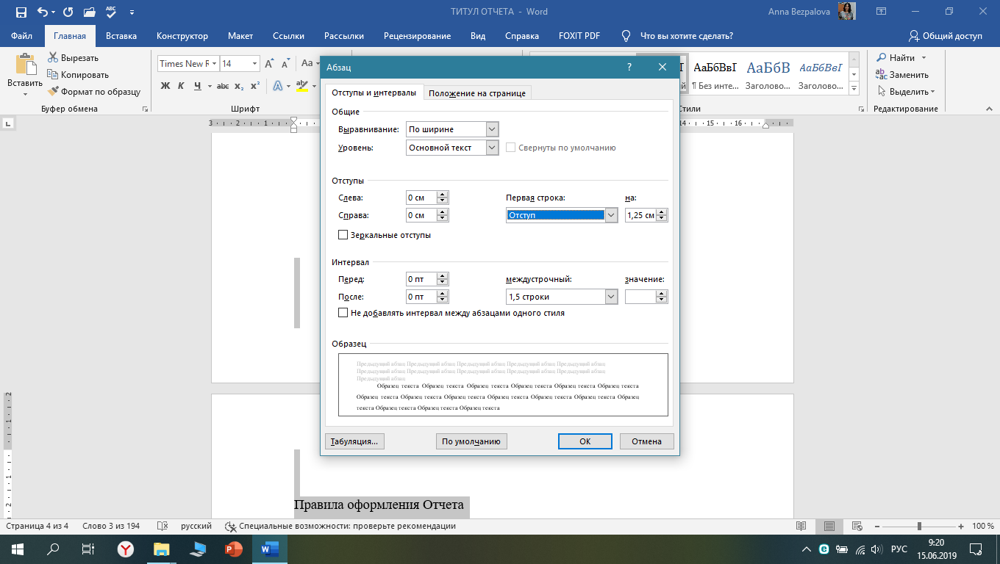 ТИТУЛ ОТЧЕТА - Word
Anna Bezpalova
Файл Главная Вставка Конструктор Макет Ссылки Рассылки Рецензирование Вид Справка FOXIT PDF Что вы хотите сделать? Общий доступ
Вставить
Вырезать
Копировать
Формат по образцу
Буфер обмена
Times New R 14
Ж К Ч abc x₂ x²
Шрифт
АаБбВвІ АаБбВ АаБбВвІ
¶ Без инте... Заголово... Заголово...
Найти
Заменить
Выделить
Редактирование
Абзац
Отступы и интервалы Положение на странице
Общие
Выравнивание: По ширине
Уровень: Основной текст Свернуты по умолчанию
Отступы
Слева: 0 см Первая строка: на:
Справа: 0 см Отступ 1,25 см
Зеркальные отступы
Интервал
Перед: 0 пт междустрочный: значение:
После: 0 пт 1,5 строки
Не добавлять интервал между абзацами одного стиля
Образец
Предыдущий абзац Предыдущий абзац Предыдущий абзац Предыдущий абзац Предыдущий абзац
Предыдущий абзац Предыдущий абзац Предыдущий абзац Предыдущий абзац Предыдущий абзац
Предыдущий абзац
Образец текста Образец текста Образец текста Образец текста Образец текста Образец текста
Образец текста Образец текста Образец текста Образец текста Образец текста Образец текста Образец
текста Образец текста Образец текста Образец текста
Табуляция... По умолчанию ОК Отмена
Правила оформления Отчета
Страница 4 из 4 Слово 3 из 194 русский Специальные возможности: проверьте рекомендации 100 %
РУС
9:20
15.06.2019